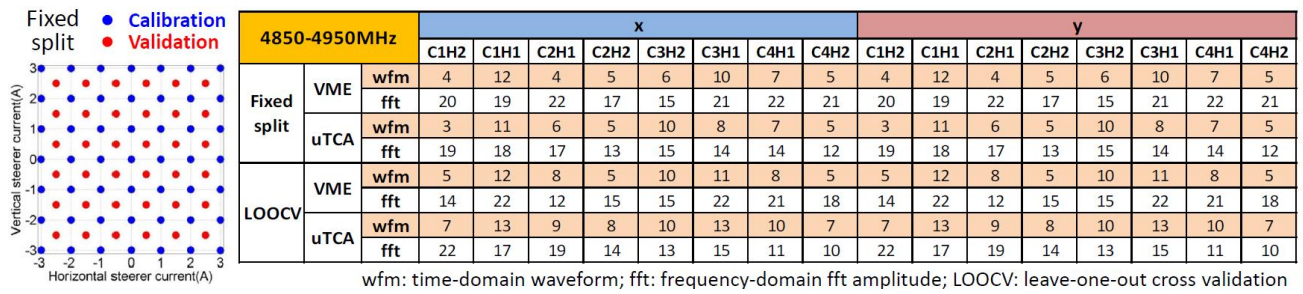 Fixed split
Calibration
Validation
Vertical steerer current(A)
3
2
1
0
-1
-2
-3
-3 -2 -1 0 1 2 3
Horizontal steerer current(A)
4850-4950MHz x y
C1H2 C1H1 C2H1 C2H2 C3H2 C3H1 C4H1 C4H2 C1H2 C1H1 C2H1 C2H2 C3H2 C3H1 C4H1 C4H2
Fixed split VME wfm 4 12 4 5 6 10 7 5 4 12 4 5 6 10 7 5
fft 20 19 22 17 15 21 22 21 20 19 22 17 15 21 22 21
uTCA wfm 3 11 6 5 10 8 7 5 3 11 6 5 10 8 7 5
fft 19 18 17 13 15 14 14 12 19 18 17 13 15 14 14 12
LOOCV VME wfm 5 12 8 5 10 11 8 5 5 12 8 5 10 11 8 5
fft 14 22 12 15 15 22 21 18 14 22 12 15 15 22 21 18
uTCA wfm 7 13 9 8 10 13 10 7 7 13 9 8 10 13 10 7
fft 22 17 19 14 13 15 11 10 22 17 19 14 13 15 11 10
wfm: time-domain waveform; fft: frequency-domain fft amplitude; LOOCV: leave-one-out cross validation